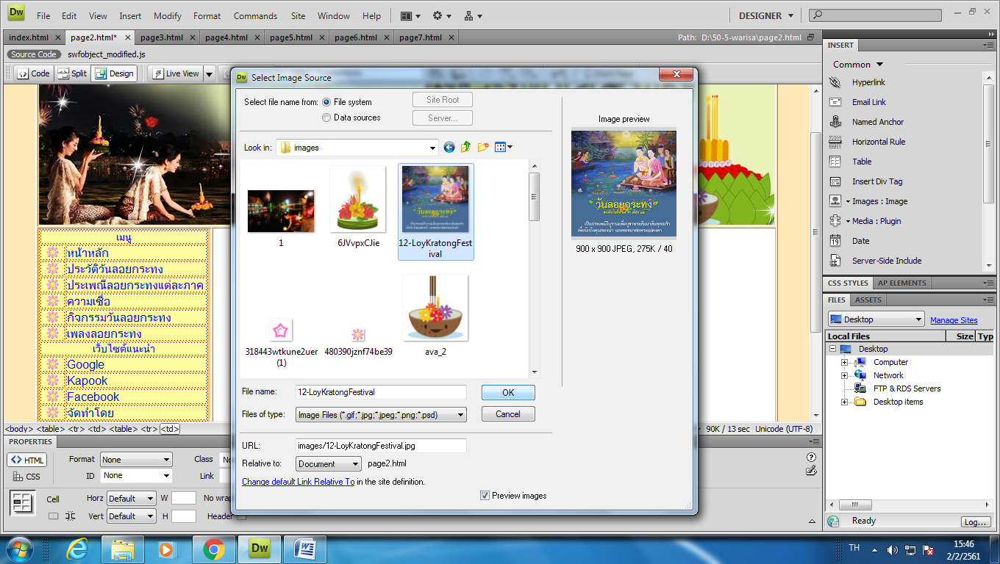 Dw File Edit View Insert Modify Format Commands Site Window Help DESIGNER
index.html page2.html* page3.html page4.html page5.html page6.html page7.html Path: D:\50-5-warisa\page2.html
Source Code swfobject_modified.js
Code Split Design Live View
Dw Select Image Source
Select file name from: File system Site Root
Data sources Server...
Look in: images
1 6JVvpxCJie 12-LoyKratongFest
ival
318443wtkune2uer 480390jznf74be39 ava_2
(1)
File name: 12-LoyKratongFestival OK
Files of type: Image Files (*.gif;*.jpg;*.jpeg;*.png;*.psd) Cancel
URL: images/12-LoyKratongFestival.jpg
Relative to: Document page2.html
Change default Link Relative To in the site definition.
Preview images
Image preview
วันลอยกระทง
900 x 900 JPEG, 275K / 40
เมนู
หน้าหลัก
ประวัติวันลอยกระทง
ประเพณีลอยกระทงแต่ละภาค
ความเชื่อ
กิจกรรมวันลอยกระทง
เพลงลอยกระทง
เว็บไซต์แนะนำ
Google
Kapook
Facebook
จัดทำโดย
<body> <table> <tr> <td> <table> <tr> <td> 90K / 13 sec Unicode (UTF-8)
PROPERTIES
HTML Format None Class
CSS ID None Link
Cell Horz Default W No wrap
Vert Default H Header
INSERT
Common
Hyperlink
Email Link
Named Anchor
Horizontal Rule
Table
Insert Div Tag
Images : Image
Media : Plugin
Date
Server-Side Include
CSS STYLES AP ELEMENTS
FILES ASSETS
Desktop Manage Sites
Local Files Size Typ
Desktop
Computer
Network
FTP & RDS Servers
Desktop items
Ready Log...
Dw W TH 15:46
2/2/2561